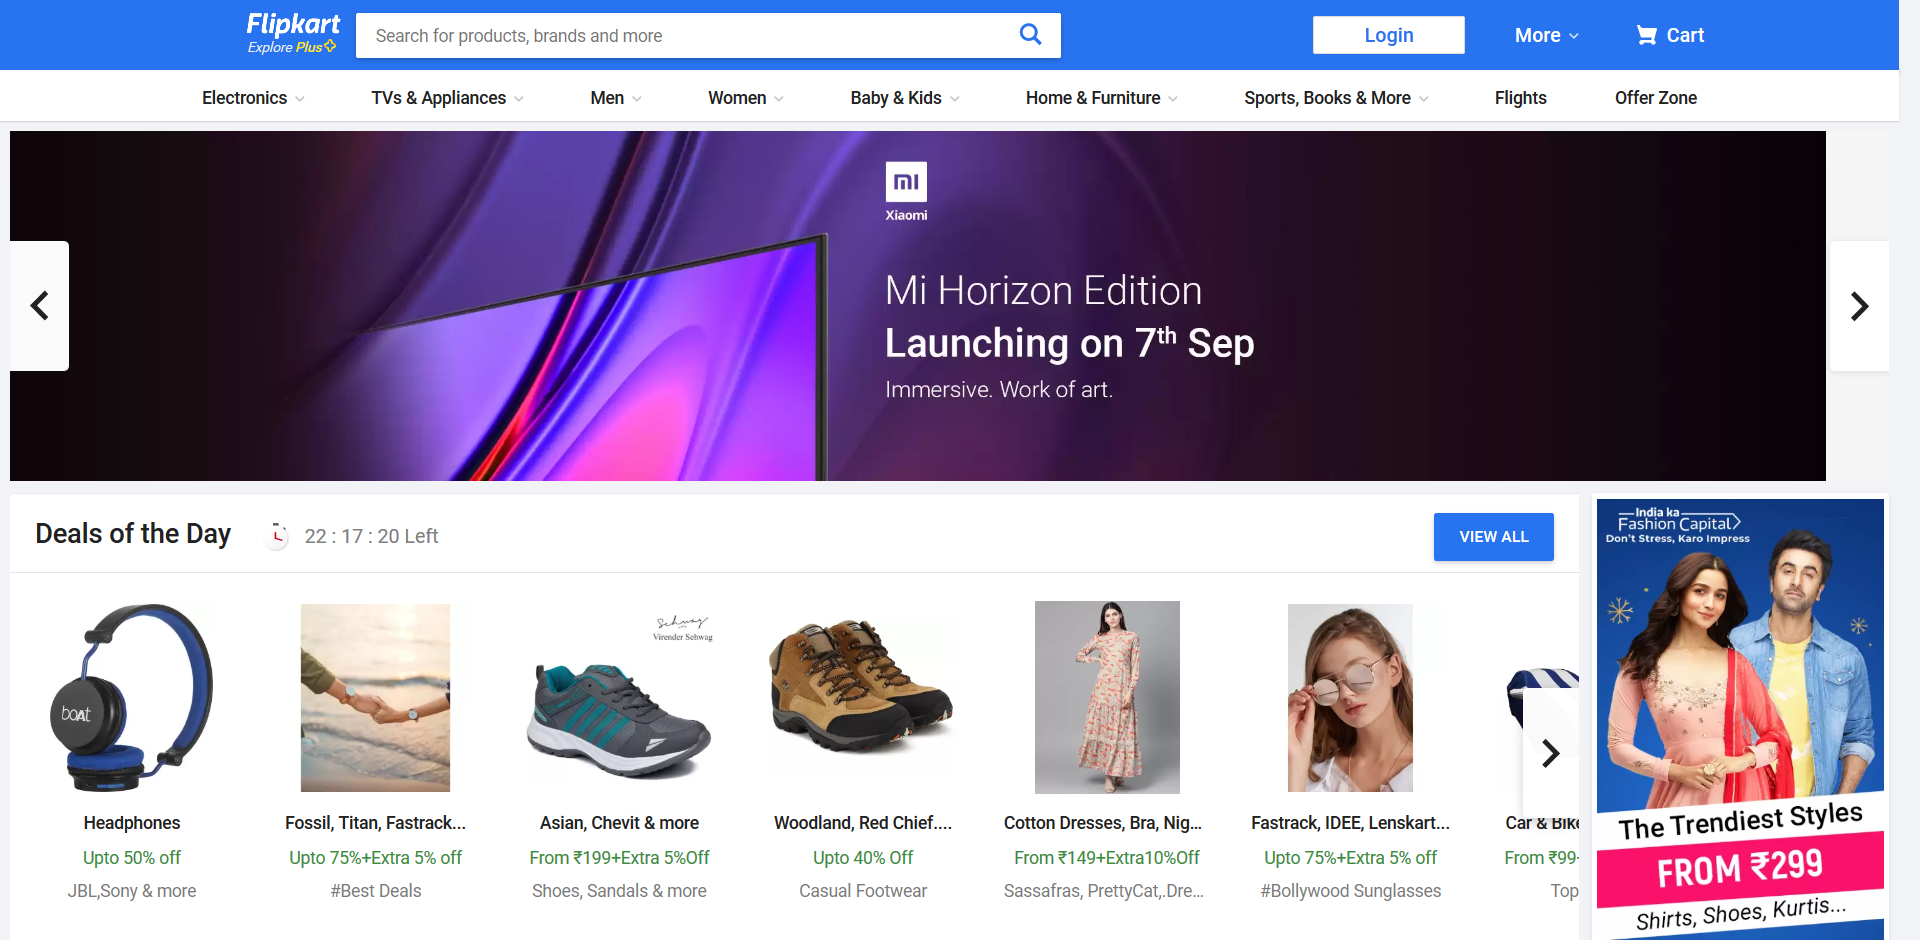 Flipkart
Explore Plus
Search for products, brands and more
Login
More
Cart
Electronics
TVs & Appliances
Men
Women
Baby & Kids
Home & Furniture
Sports, Books & More
Flights
Offer Zone
mi
Xiaomi
Mi Horizon Edition
Launching on 7th Sep
Immersive. Work of art.
Deals of the Day
22 : 17 : 20 Left
VIEW ALL
boAt
Headphones
Upto 50% off
JBL,Sony & more
Fossil, Titan, Fastrack...
Upto 75%+Extra 5% off
#Best Deals
Sehwag
Virender Sehwag
Asian, Chevit & more
From ₹199+Extra 5%Off
Shoes, Sandals & more
Woodland, Red Chief....
Upto 40% Off
Casual Footwear
Cotton Dresses, Bra, Nig...
From ₹149+Extra10%Off
Sassafras, PrettyCat,.Dre...
Fastrack, IDEE, Lenskart...
Upto 75%+Extra 5% off
#Bollywood Sunglasses
Car & Bike
From ₹99+
Top
India ka
Fashion Capital
Don't Stress, Karo Impress
The Trendiest Styles
FROM ₹299
Shirts, Shoes, Kurtis...